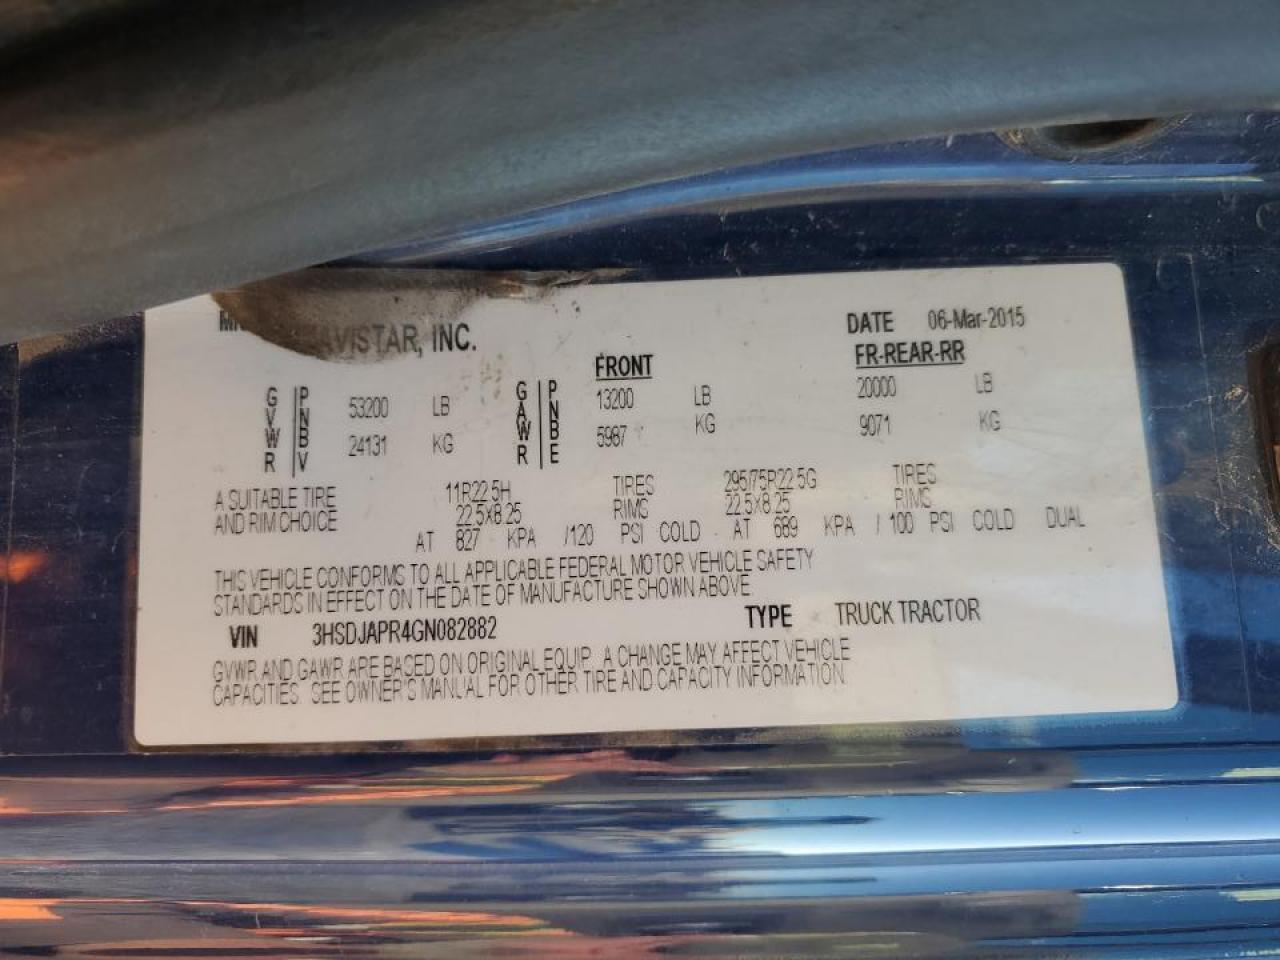 AVISTAR, INC.
DATE 06-Mar-2015
FRONT FR-REAR-RR
GVWR PNBV 53200 LB GAWR PNBE 13200 LB 20000 LB
24131 KG 5987 KG 9071 KG
A SUITABLE TIRE 11R22.5H TIRES 295/75R22.5G TIRES
AND RIM CHOICE 22.5X8.25 RIMS 22.5X8.25 RIMS
AT 827 KPA /120 PSI COLD AT 689 KPA / 100 PSI COLD DUAL
THIS VEHICLE CONFORMS TO ALL APPLICABLE FEDERAL MOTOR VEHICLE SAFETY
STANDARDS IN EFFECT ON THE DATE OF MANUFACTURE SHOWN ABOVE
VIN 3HSDJAPR4GN082882 TYPE TRUCK TRACTOR
GVWR AND GAWR ARE BASED ON ORIGINAL EQUIP. A CHANGE MAY AFFECT VEHICLE
CAPACITIES. SEE OWNER'S MANUAL FOR OTHER TIRE AND CAPACITY INFORMATION.